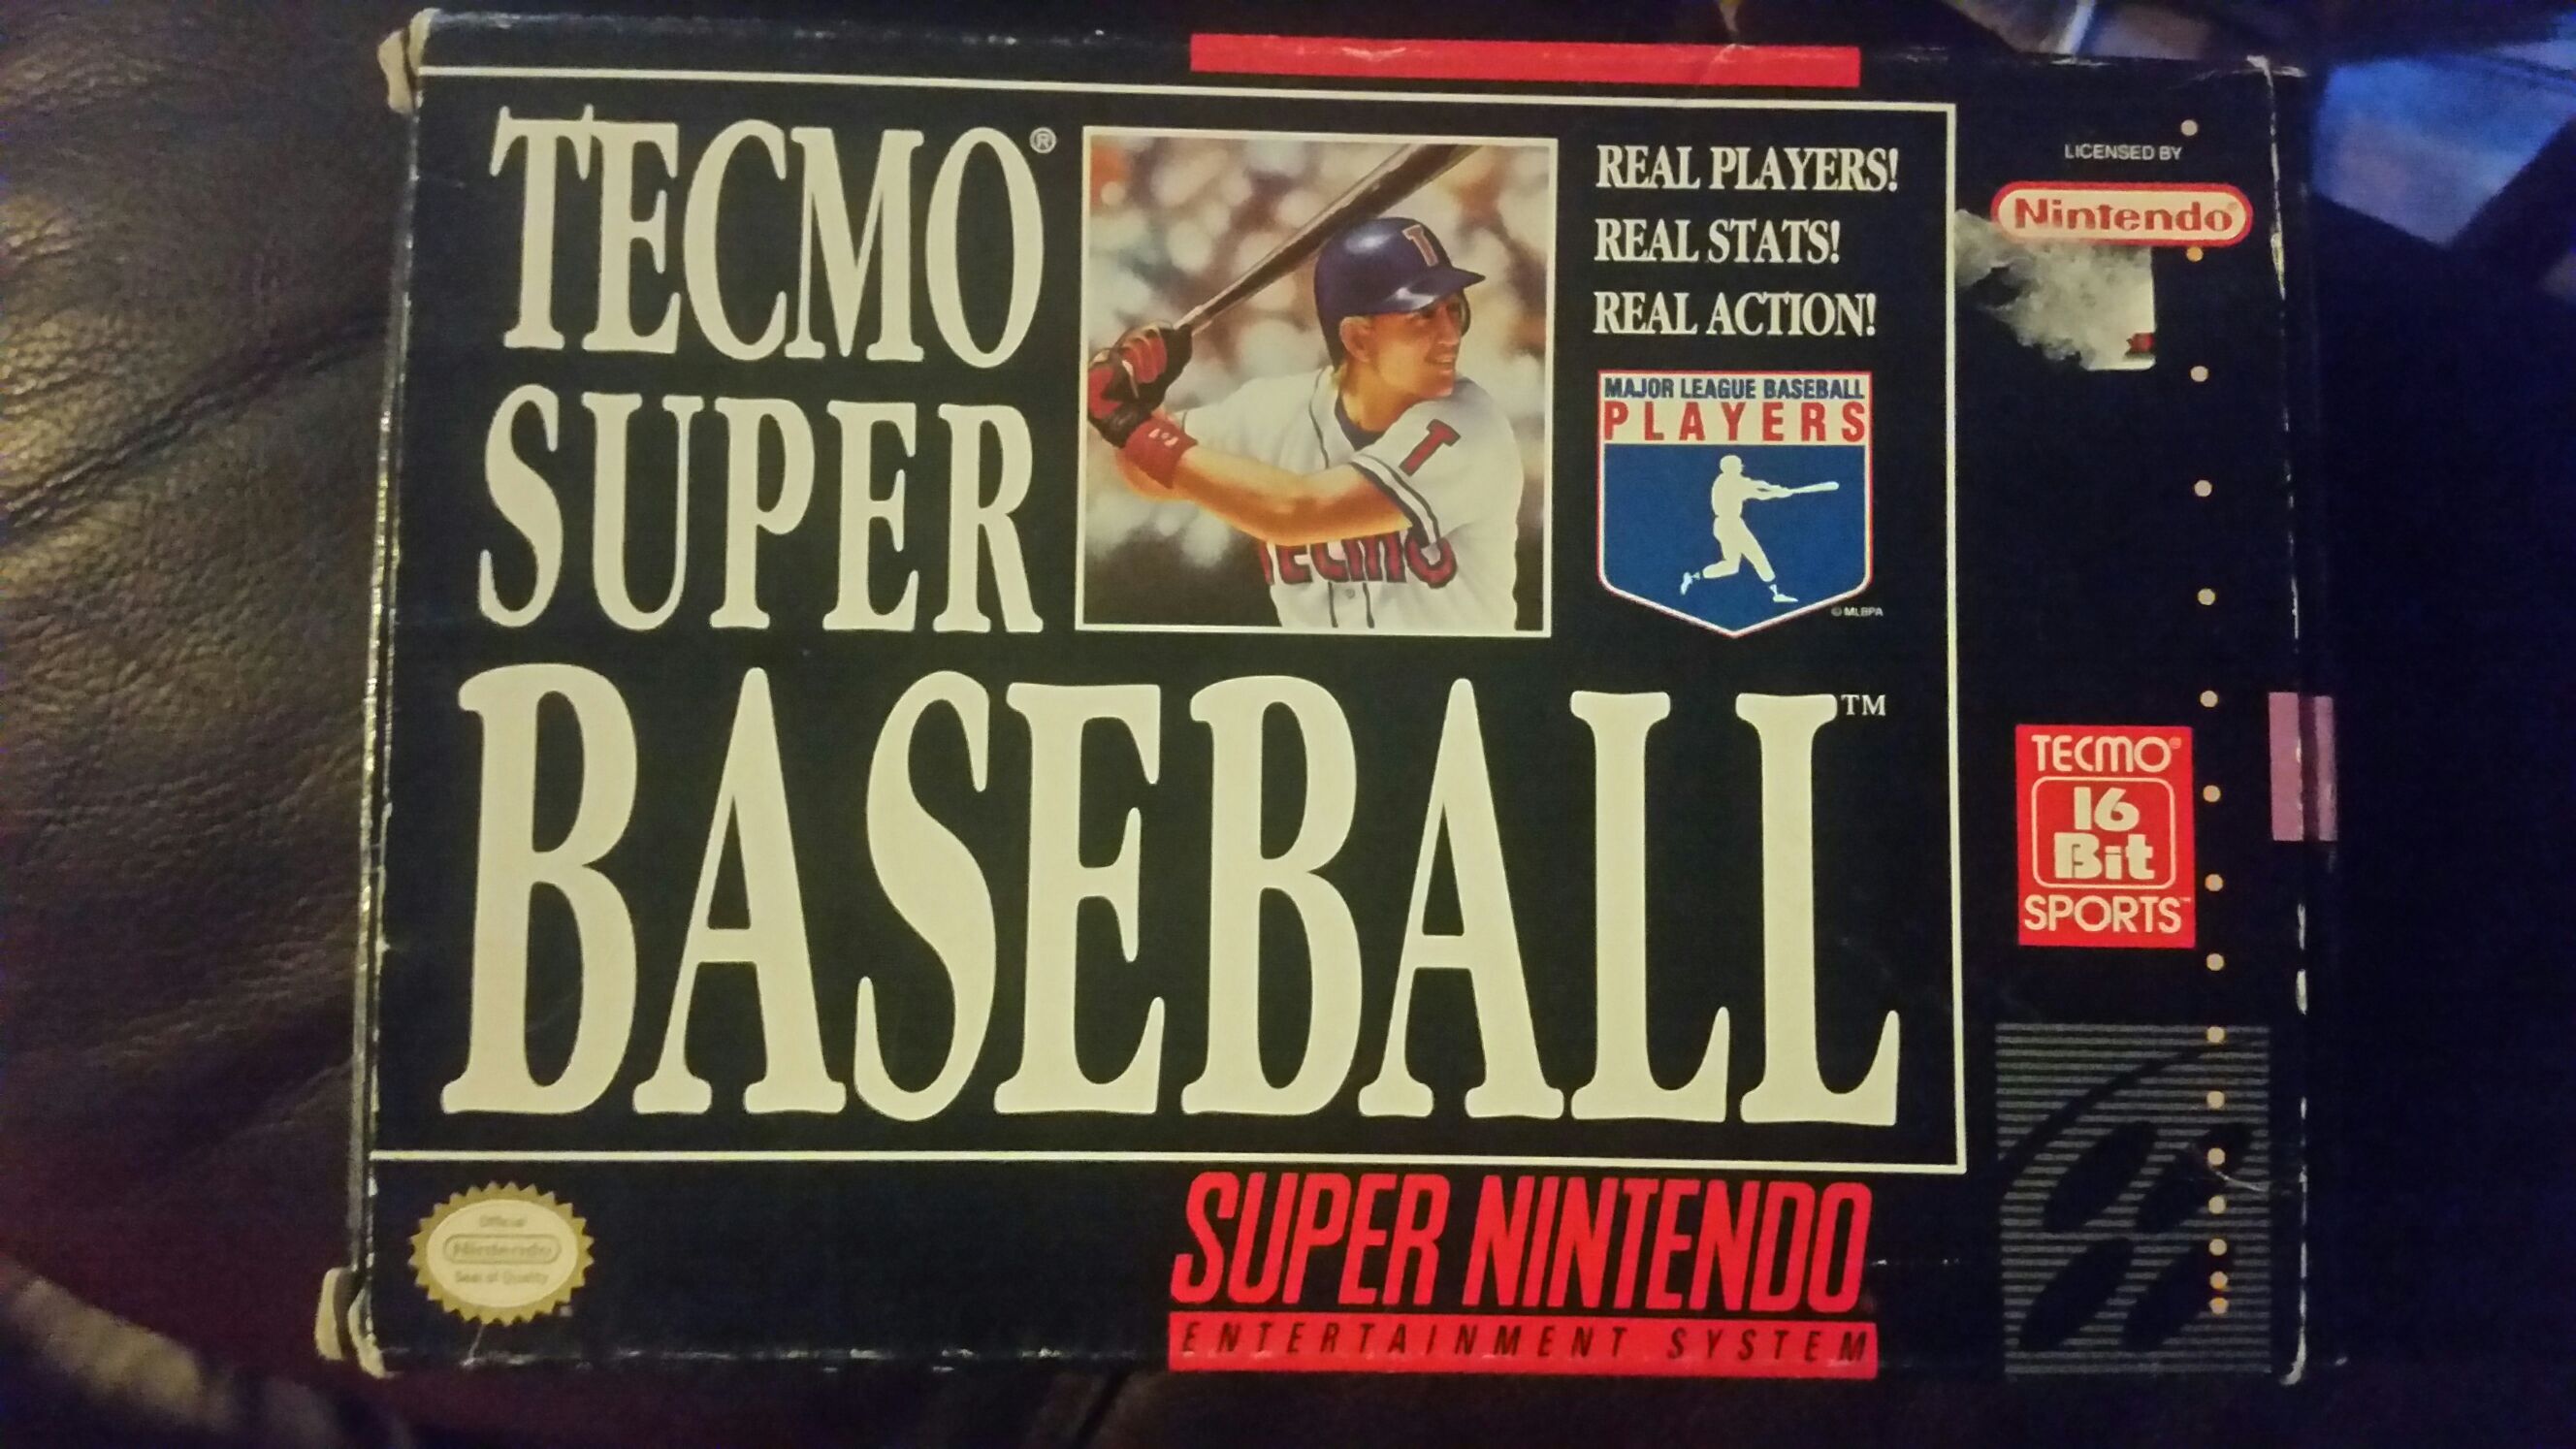 TECMO®
SUPER
BASEBALL™
T
T
TECMO
REAL PLAYERS!
REAL STATS!
REAL ACTION!
MAJOR LEAGUE BASEBALL
PLAYERS
© MLBPA
LICENSED BY
Nintendo®
TECMO®
16
Bit
SPORTS™
Official
Nintendo
Seal of Quality
SUPER NINTENDO
ENTERTAINMENT SYSTEM